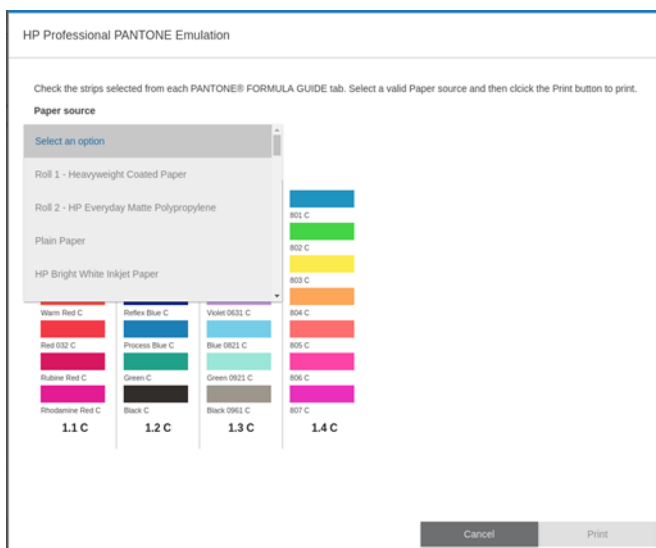 HP Professional PANTONE Emulation
Check the strips selected from each PANTONE® FORMULA GUIDE tab. Select a valid Paper source and then clcick the Print button to print.
Paper source
Select an option
Roll 1 - Heavyweight Coated Paper
Roll 2 - HP Everyday Matte Polypropylene
Plain Paper
HP Bright White Inkjet Paper
801 C
802 C
803 C
Warm Red C Reflex Blue C Violet 0631 C 804 C
Red 032 C Process Blue C Blue 0821 C 805 C
Rubine Red C Green C Green 0921 C 806 C
Rhodamine Red C Black C Black 0961 C 807 C
1.1 C 1.2 C 1.3 C 1.4 C
Cancel Print